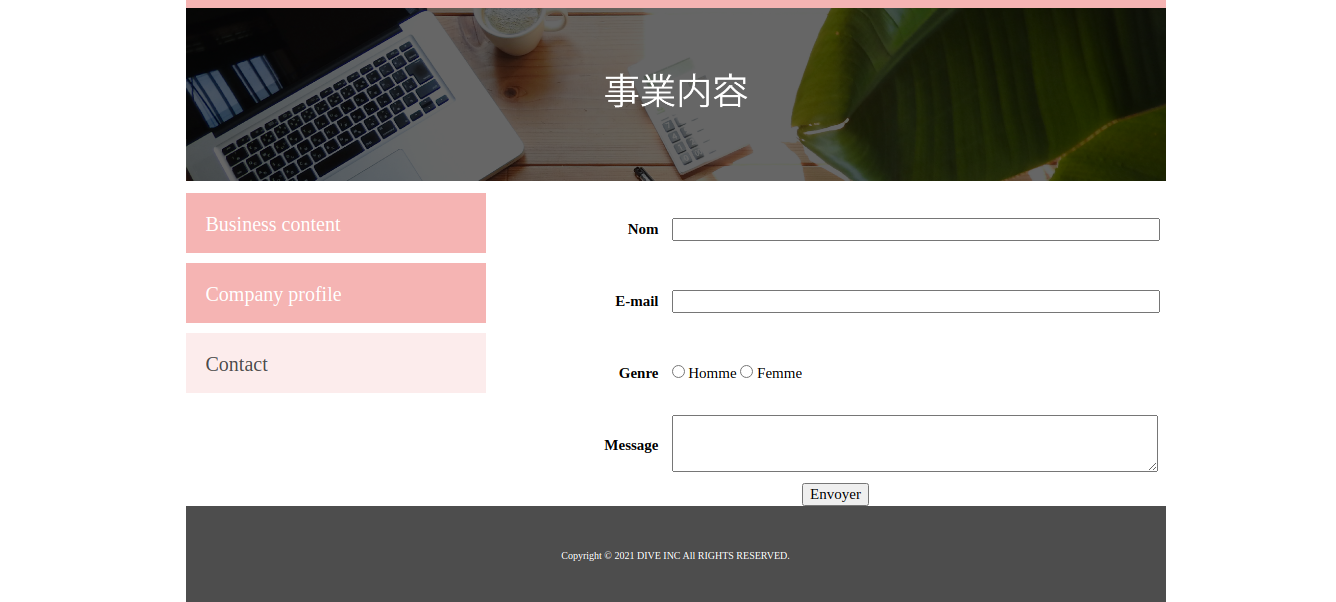 事業内容
Business content
Company profile
Contact
Nom
E-mail
Genre Homme Femme
Message
Envoyer
Copyright © 2021 DIVE INC All RIGHTS RESERVED.